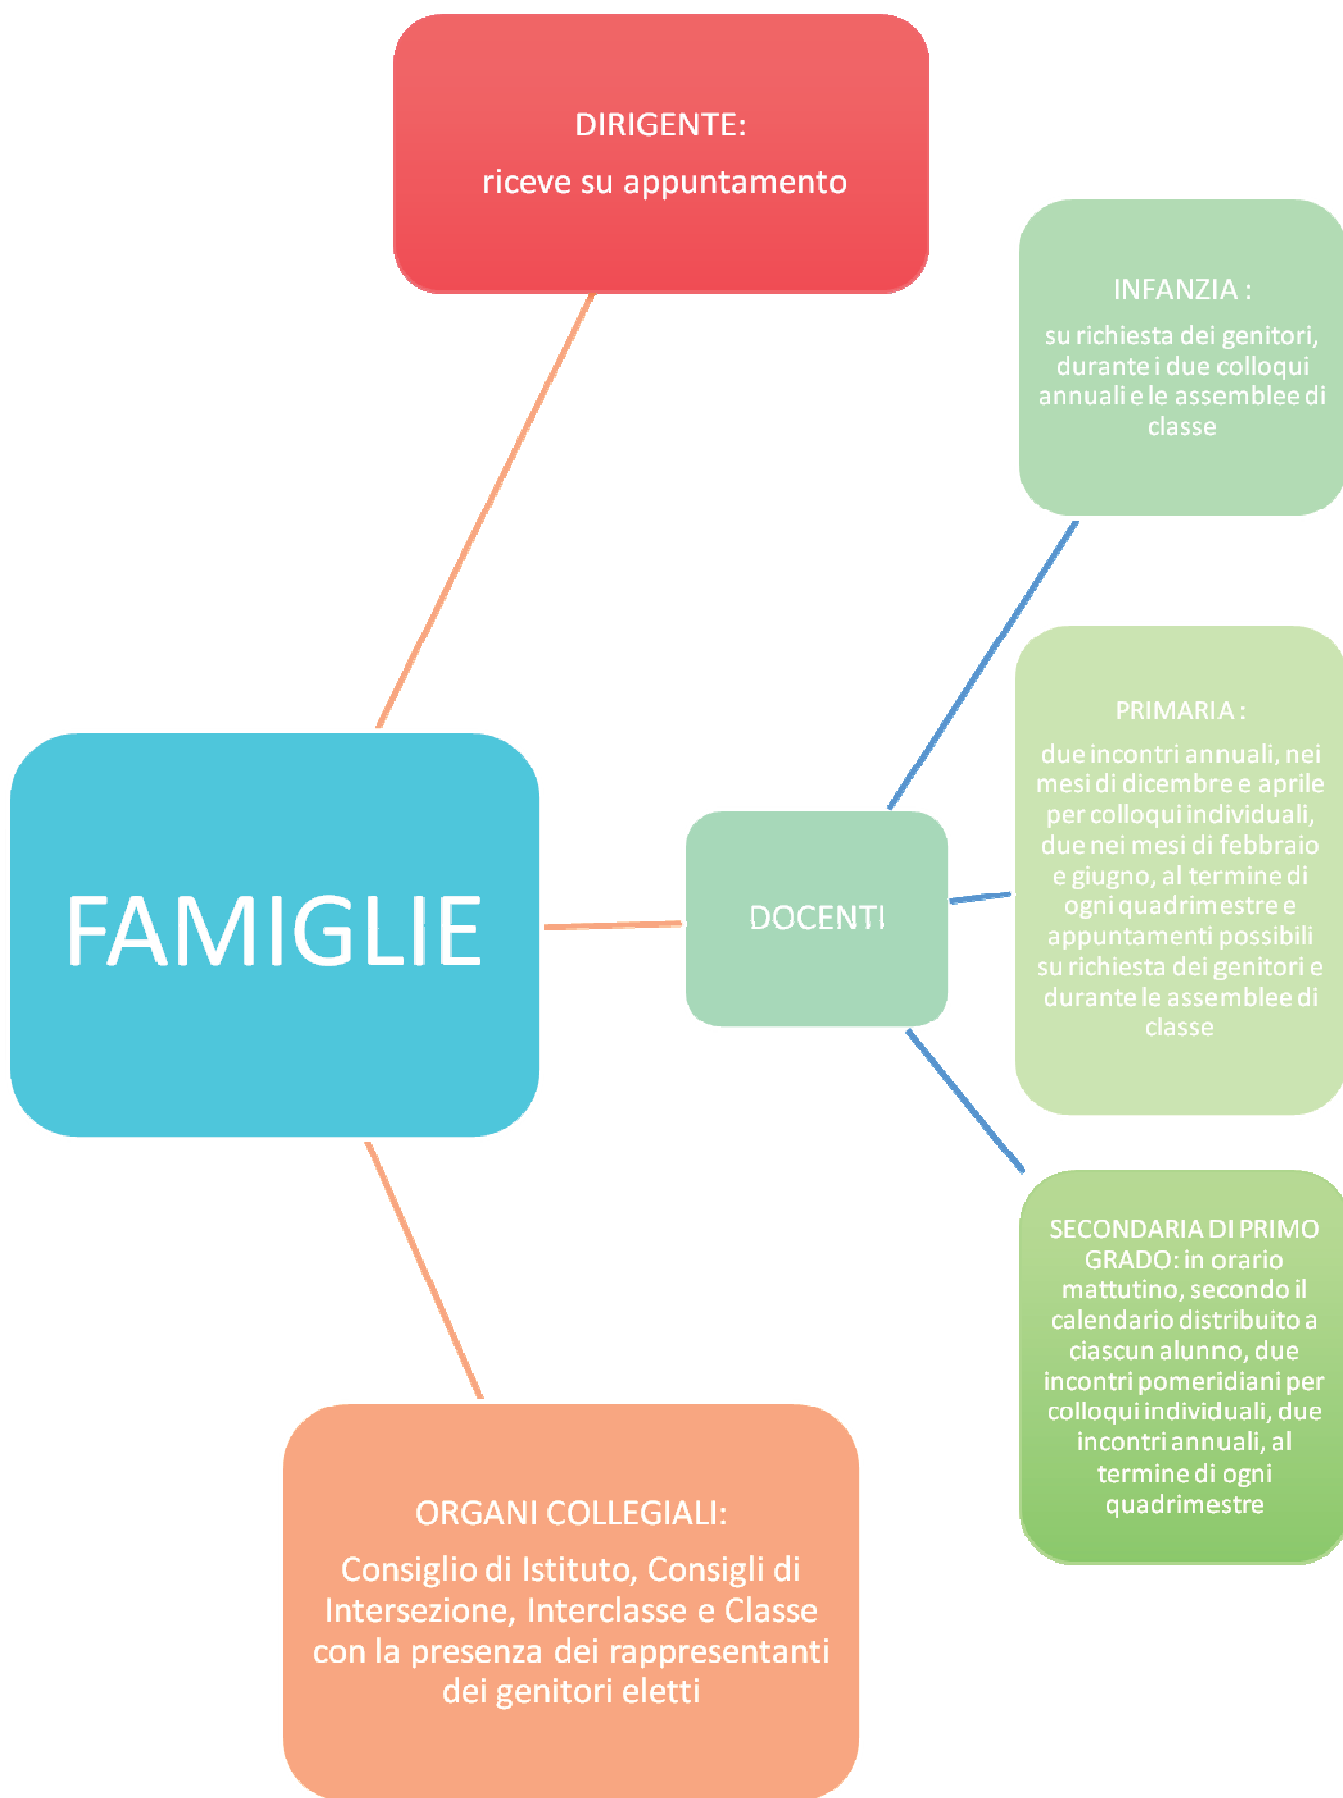 DIRIGENTE:
riceve su appuntamento
INFANZIA :
su richiesta dei genitori,
durante i due colloqui
annuali e le assemblee di
classe
PRIMARIA :
due incontri annuali, nei
mesi di dicembre e aprile
per colloqui individuali,
due nei mesi di febbraio
e giugno, al termine di
ogni quadrimestre e
appuntamenti possibili
su richiesta dei genitori e
durante le assemblee di
classe
FAMIGLIE
DOCENTI
SECONDARIA DI PRIMO
GRADO: in orario
mattutino, secondo il
calendario distribuito a
ciascun alunno, due
incontri pomeridiani per
colloqui individuali, due
incontri annuali, al
termine di ogni
quadrimestre
ORGANI COLLEGIALI:
Consiglio di Istituto, Consigli di
Intersezione, Interclasse e Classe
con la presenza dei rappresentanti
dei genitori eletti